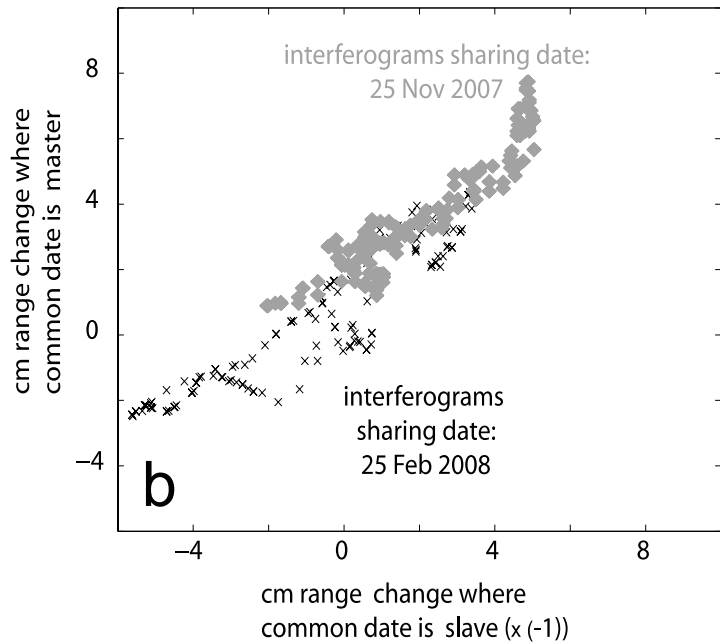 interferograms sharing date:
25 Nov 2007
8
4
0
−4
cm range change where
common date is master
interferograms
sharing date:
25 Feb 2008
b
−4 0 4 8
cm range change where
common date is slave (x (-1))